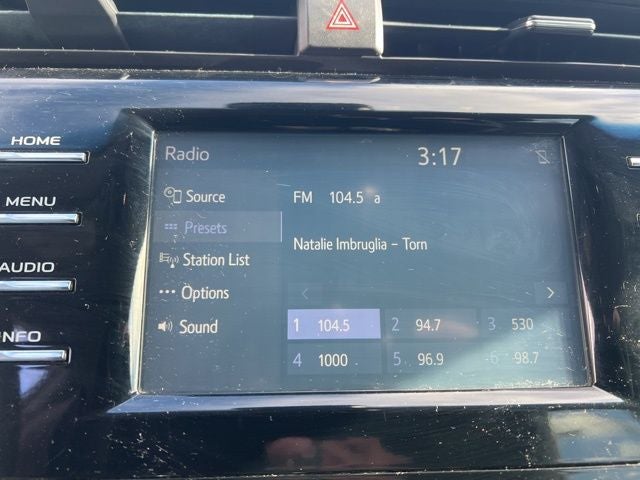 HOME
MENU
AUDIO
NFO
Radio
3:17
Source
Presets
Station List
Options
Sound
FM 104.5 a
Natalie Imbruglia - Torn
1 104.5
2 94.7
3 530
4 1000
5 96.9
6 98.7